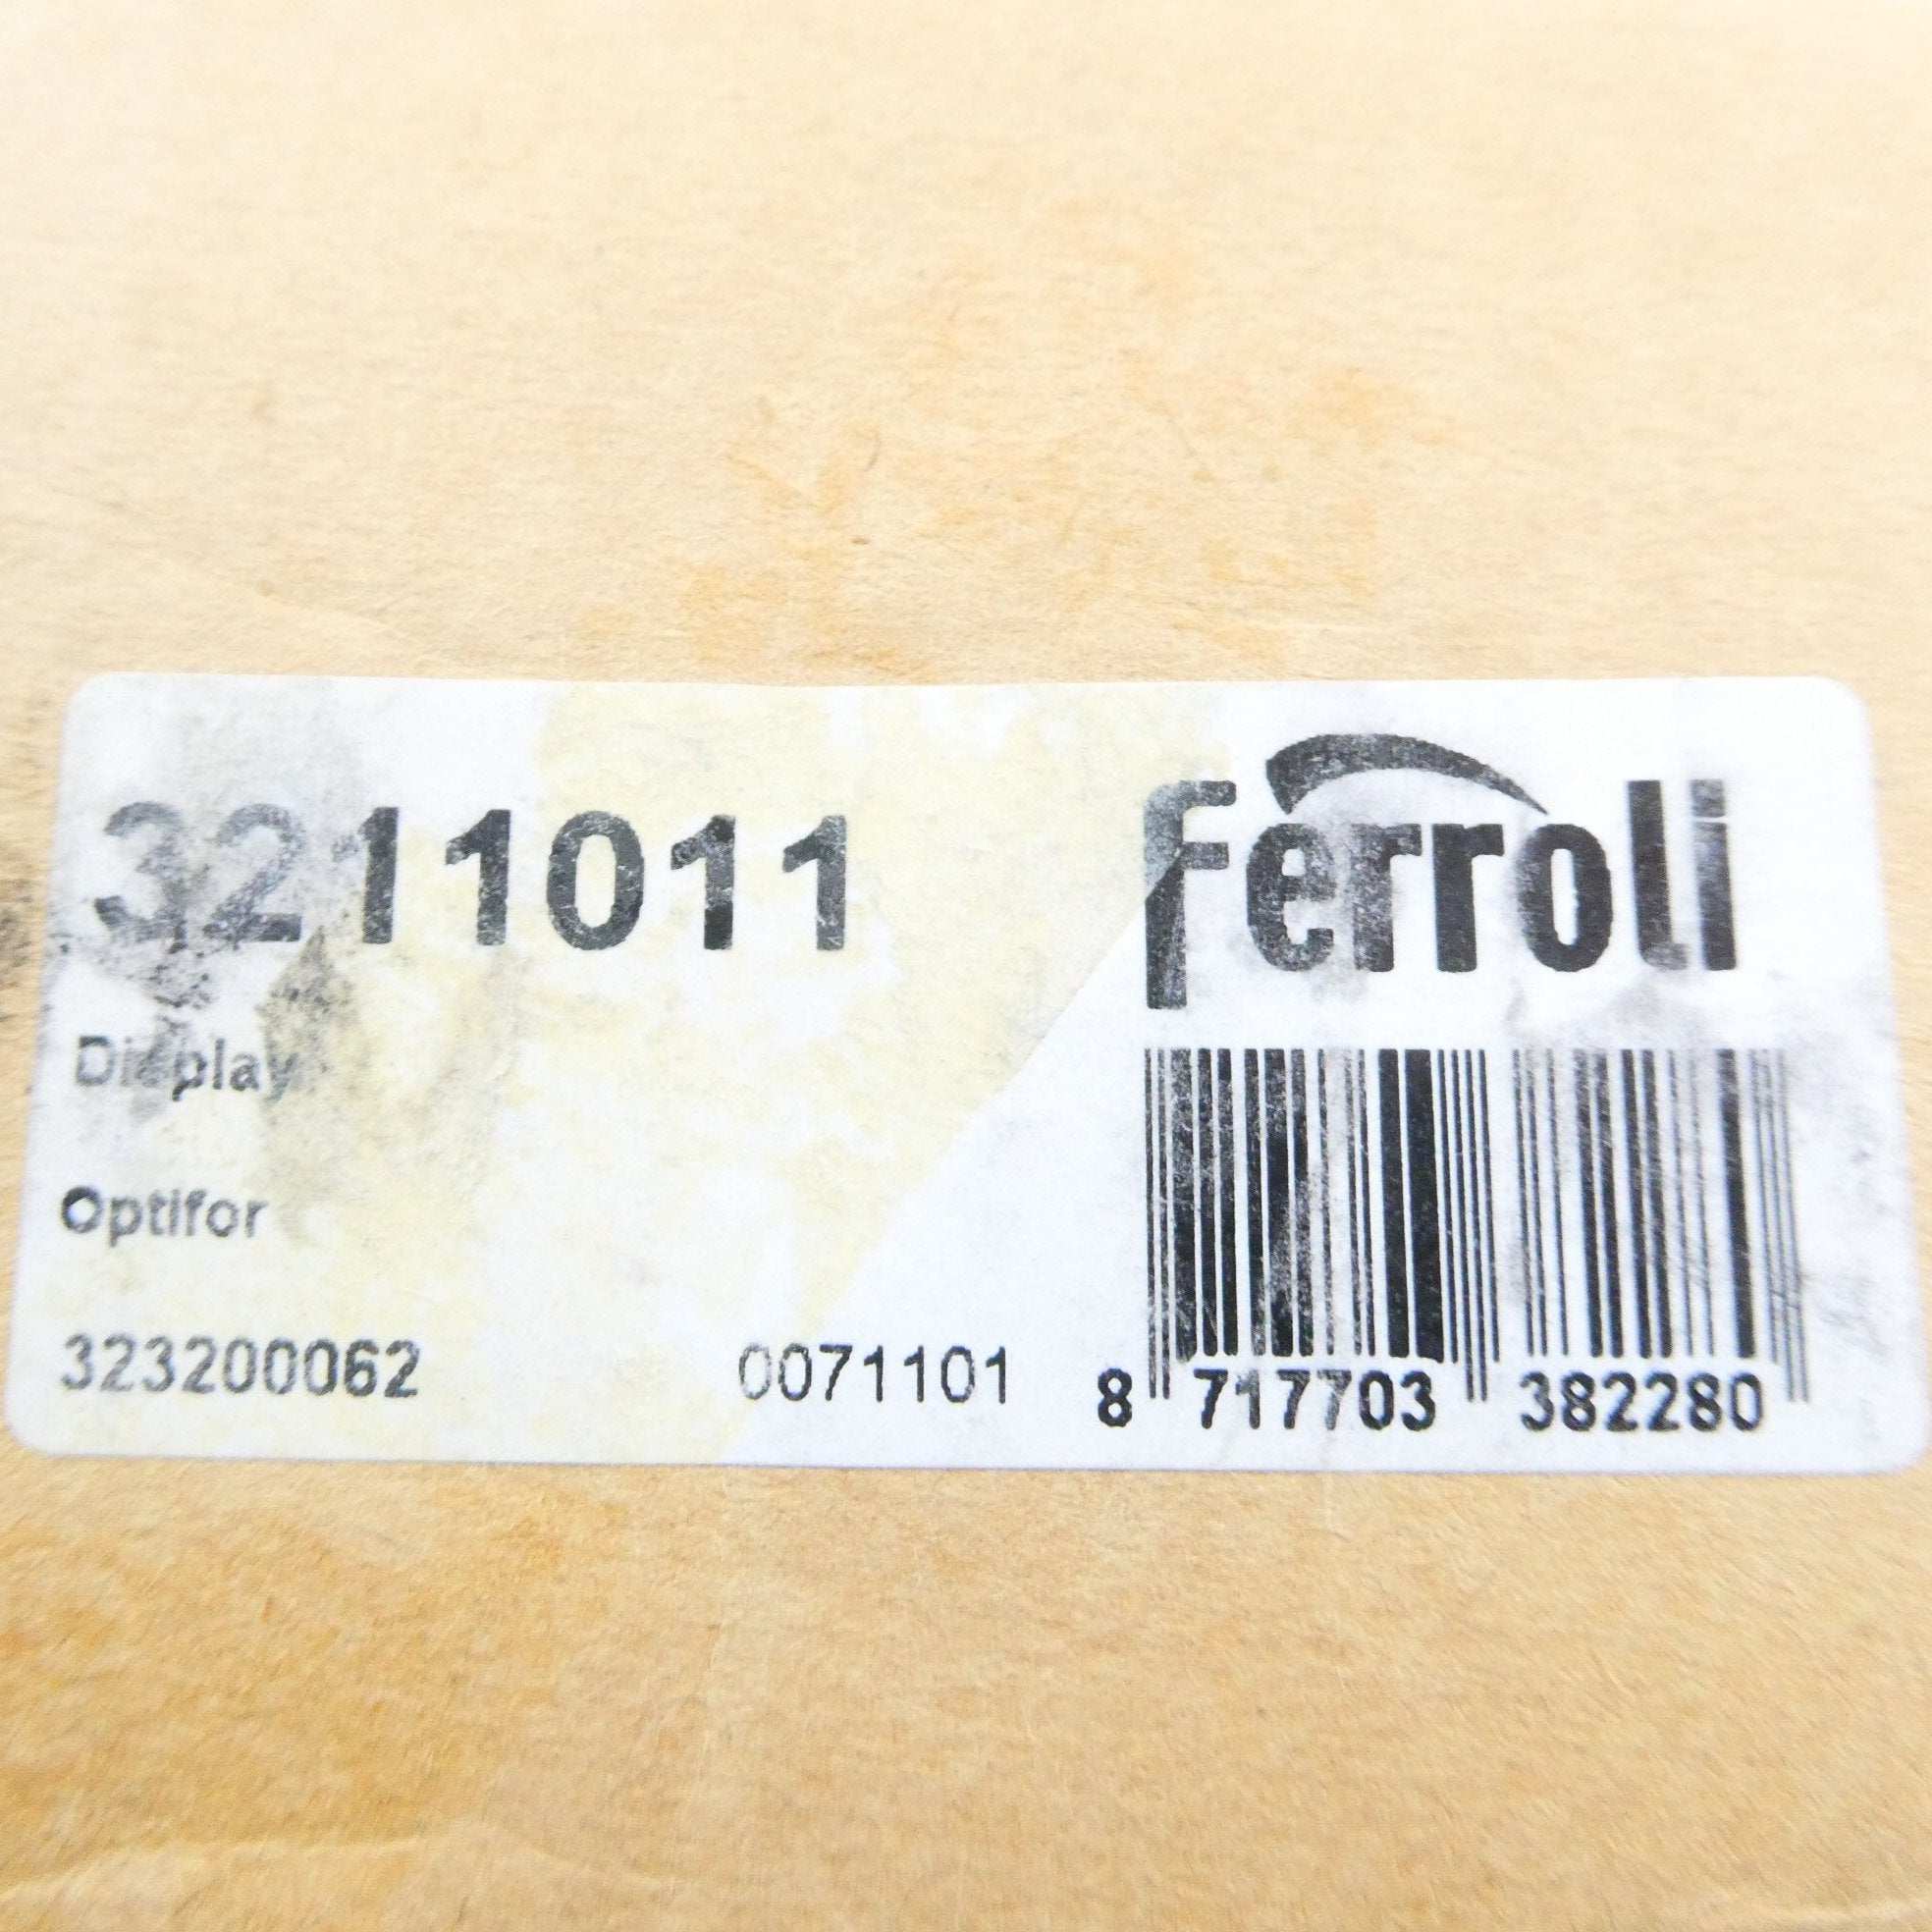 3211011
Ferroli
Display
Optifor
323200062
0071101
8 717703 382280